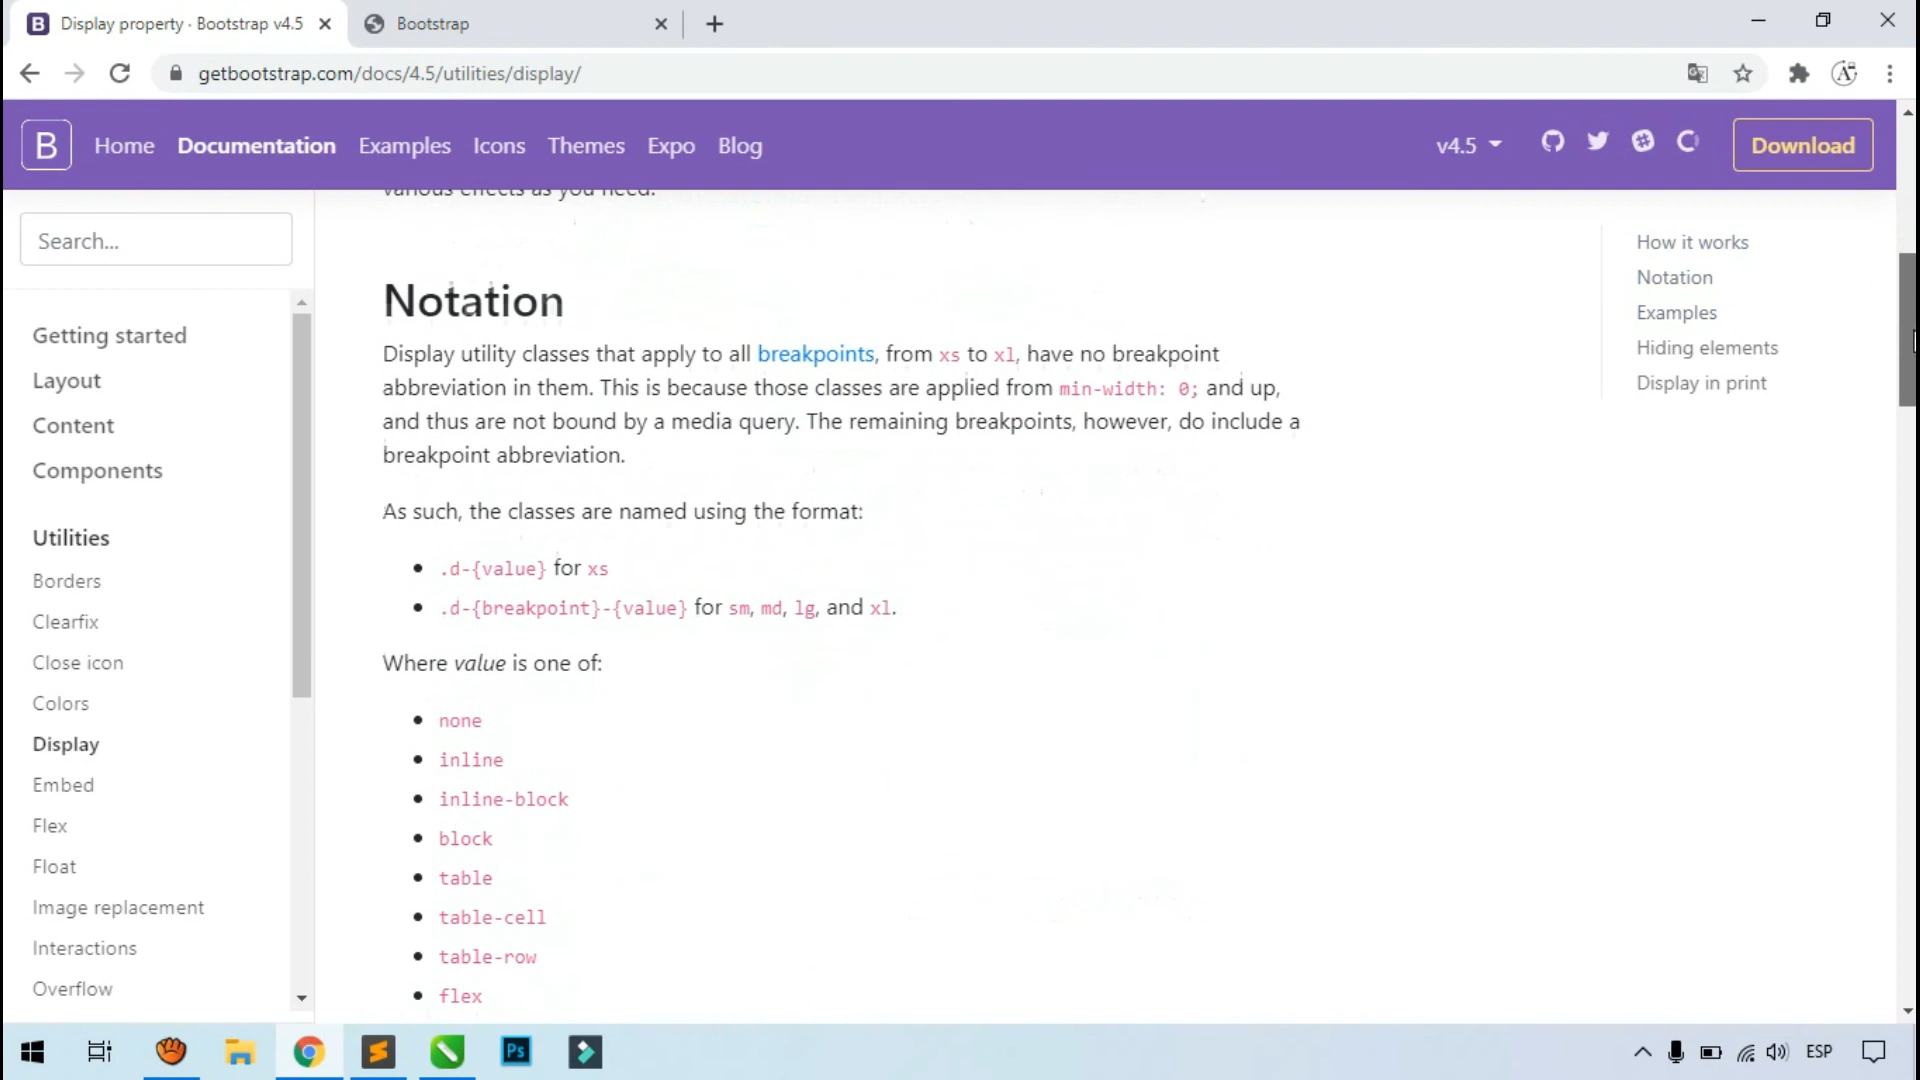 B Display property · Bootstrap v4.5
Bootstrap
getbootstrap.com/docs/4.5/utilities/display/
B Home Documentation Examples Icons Themes Expo Blog v4.5 Download
various effects as you need.
Search...
Getting started
Layout
Content
Components
Utilities
Borders
Clearfix
Close icon
Colors
Display
Embed
Flex
Float
Image replacement
Interactions
Overflow
Notation
Display utility classes that apply to all breakpoints, from xs to xl, have no breakpoint
abbreviation in them. This is because those classes are applied from min-width: 0; and up,
and thus are not bound by a media query. The remaining breakpoints, however, do include a
breakpoint abbreviation.
As such, the classes are named using the format:
.d-{value} for xs
.d-{breakpoint}-{value} for sm, md, lg, and xl.
Where value is one of:
none
inline
inline-block
block
table
table-cell
table-row
flex
How it works
Notation
Examples
Hiding elements
Display in print
Ps
ESP